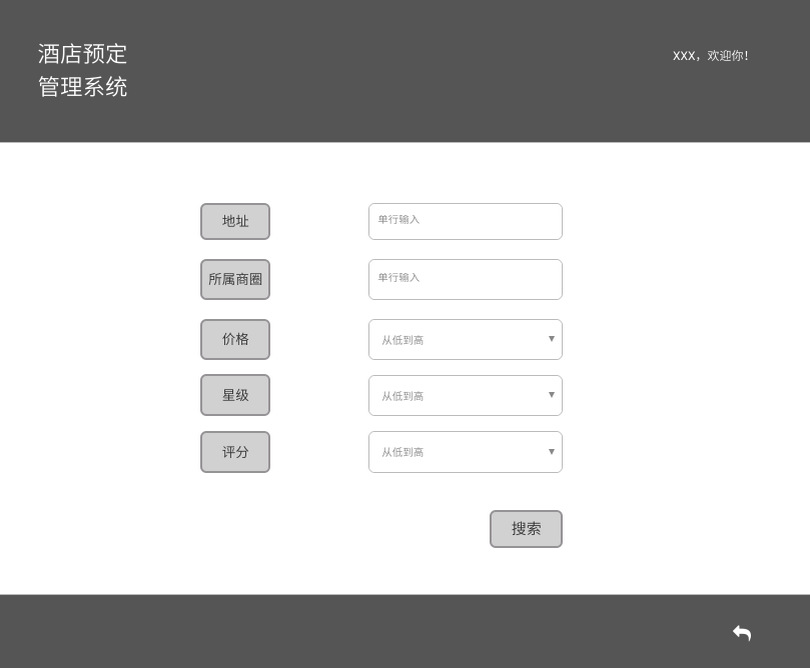 酒店预定
管理系统
XXX，欢迎你！
地址
单行输入
所属商圈
单行输入
价格
从低到高
星级
从低到高
评分
从低到高
搜索